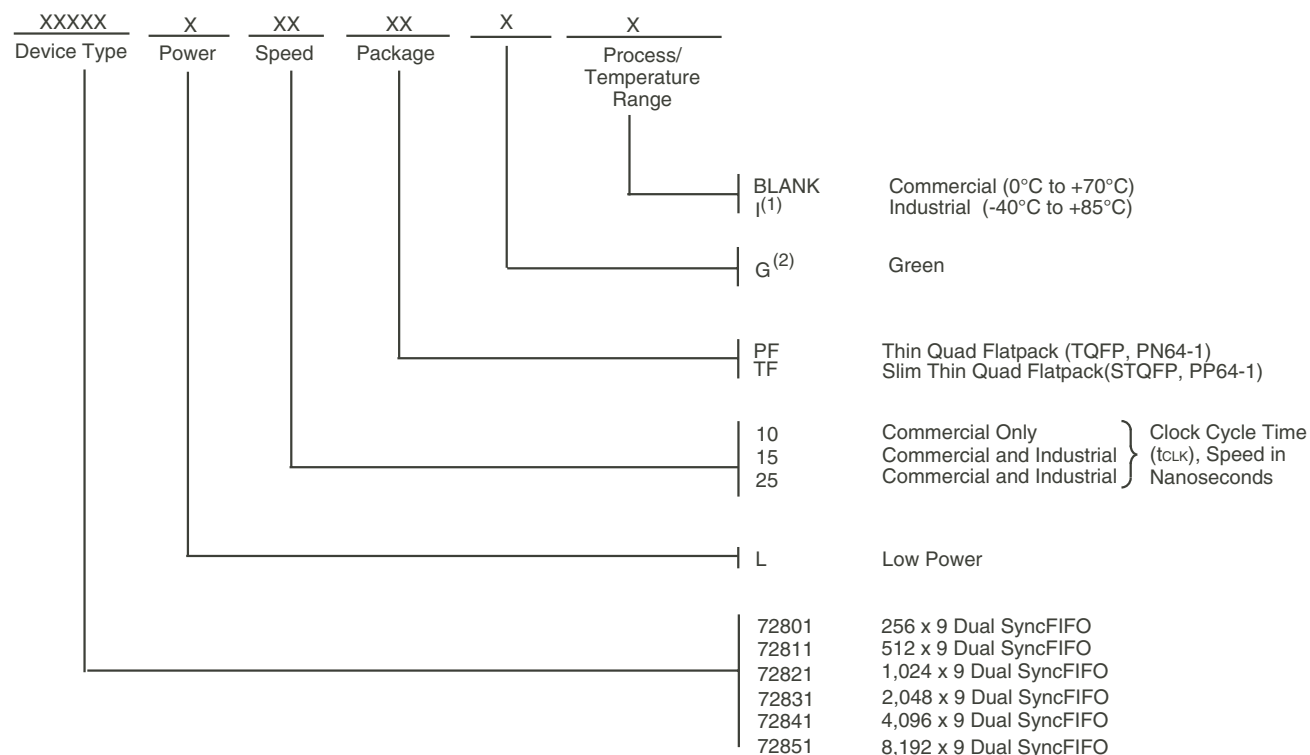 XXXXX X XX XX X X
Device Type Power Speed Package Process/
Temperature
Range
BLANK Commercial (0°C to +70°C)
I(1) Industrial (-40°C to +85°C)
G(2) Green
PF Thin Quad Flatpack (TQFP, PN64-1)
TF Slim Thin Quad Flatpack(STQFP, PP64-1)
10 Commercial Only
15 Commercial and Industrial
25 Commercial and Industrial
Clock Cycle Time
(tCLK), Speed in
Nanoseconds
L Low Power
72801 256 x 9 Dual SyncFIFO
72811 512 x 9 Dual SyncFIFO
72821 1,024 x 9 Dual SyncFIFO
72831 2,048 x 9 Dual SyncFIFO
72841 4,096 x 9 Dual SyncFIFO
72851 8,192 x 9 Dual SyncFIFO